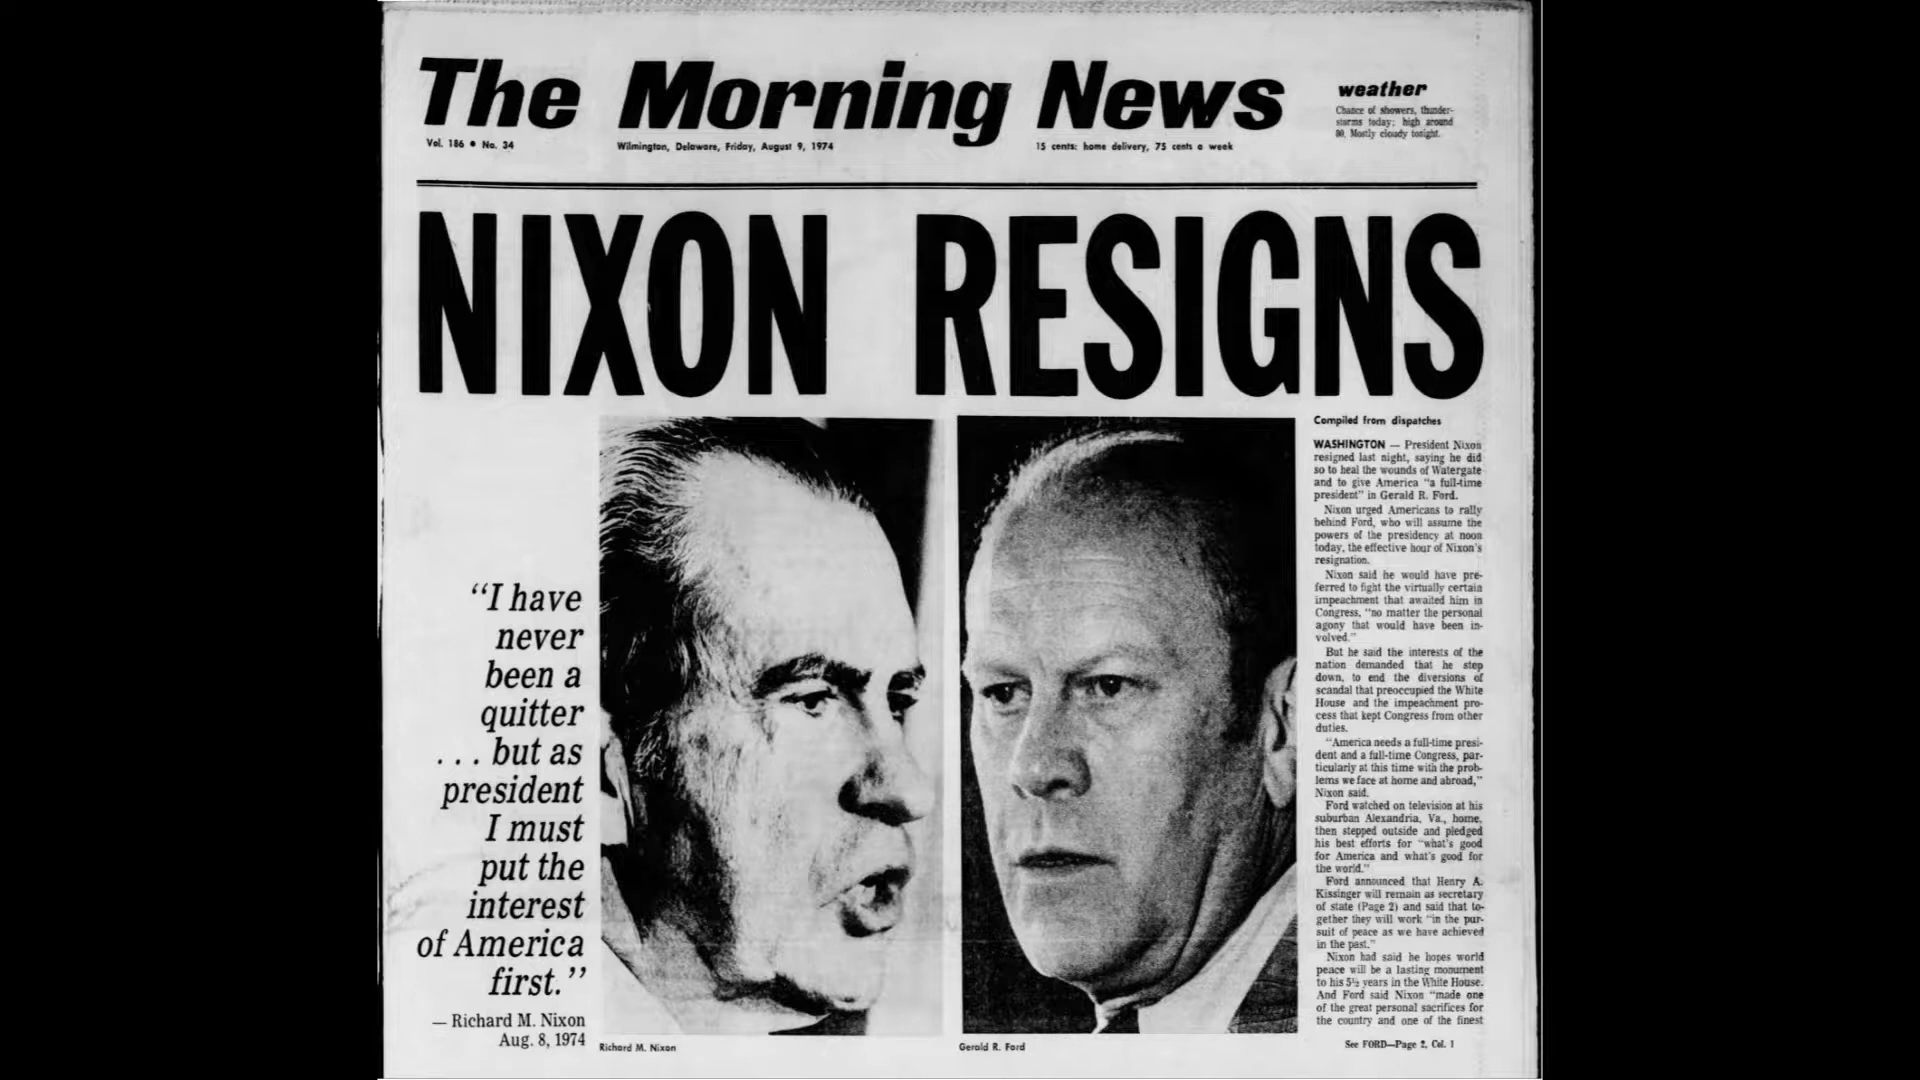 The Morning News
Vol. 186 • No. 34
Wilmington, Delaware, Friday, August 9, 1974
15 cents: home delivery, 75 cents a week
weather
Chance of showers, thunder-
storms today; high around
80. Mostly cloudy tonight.
NIXON RESIGNS
"I have
never
been a
quitter
. . . but as
president
I must
put the
interest
of America
first."
— Richard M. Nixon
Aug. 8, 1974
Richard M. Nixon
Gerald R. Ford
Compiled from dispatches
WASHINGTON — President Nixon
resigned last night, saying he did
so to heal the wounds of Watergate
and to give America "a full-time
president" in Gerald R. Ford.
Nixon urged Americans to rally
behind Ford, who will assume the
powers of the presidency at noon
today, the effective hour of Nixon's
resignation.
Nixon said he would have pre-
ferred to fight the virtually certain
impeachment that awaited him in
Congress, "no matter the personal
agony that would have been in-
volved."
But he said the interests of the
nation demanded that he step
down, to end the diversions of
scandal that preoccupied the White
House and the impeachment pro-
cess that kept Congress from other
duties.
"America needs a full-time presi-
dent and a full-time Congress, par-
ticularly at this time with the prob-
lems we face at home and abroad,"
Nixon said.
Ford watched on television at his
suburban Alexandria, Va., home,
then stepped outside and pledged
his best efforts for "what's good
for America and what's good for
the world."
Ford announced that Henry A.
Kissinger will remain as secretary
of state (Page 2) and said that to-
gether they will work "in the pur-
suit of peace as we have achieved
in the past."
Nixon had said he hopes world
peace will be a lasting monument
to his 5½ years in the White House.
And Ford said Nixon "made one
of the great personal sacrifices for
the country and one of the finest
See FORD—Page 2, Col. 1